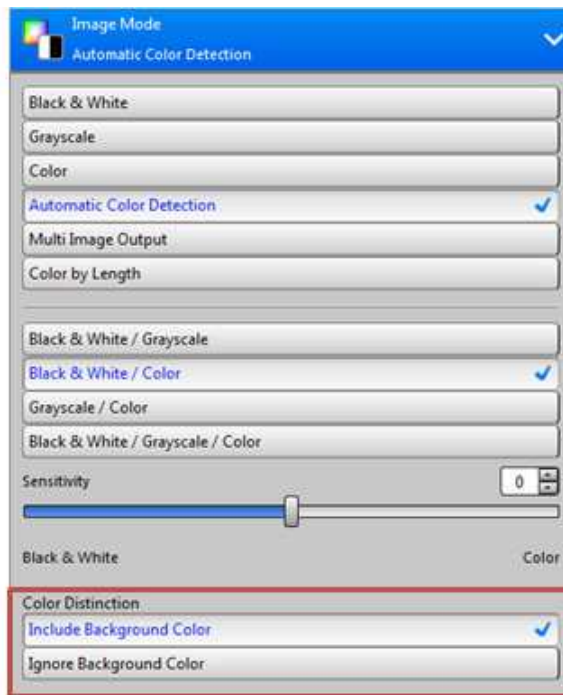 Image Mode
Automatic Color Detection
Black & White
Grayscale
Color
Automatic Color Detection
Multi Image Output
Color by Length
Black & White / Grayscale
Black & White / Color
Grayscale / Color
Black & White / Grayscale / Color
Sensitivity 0
Black & White Color
Color Distinction
Include Background Color
Ignore Background Color